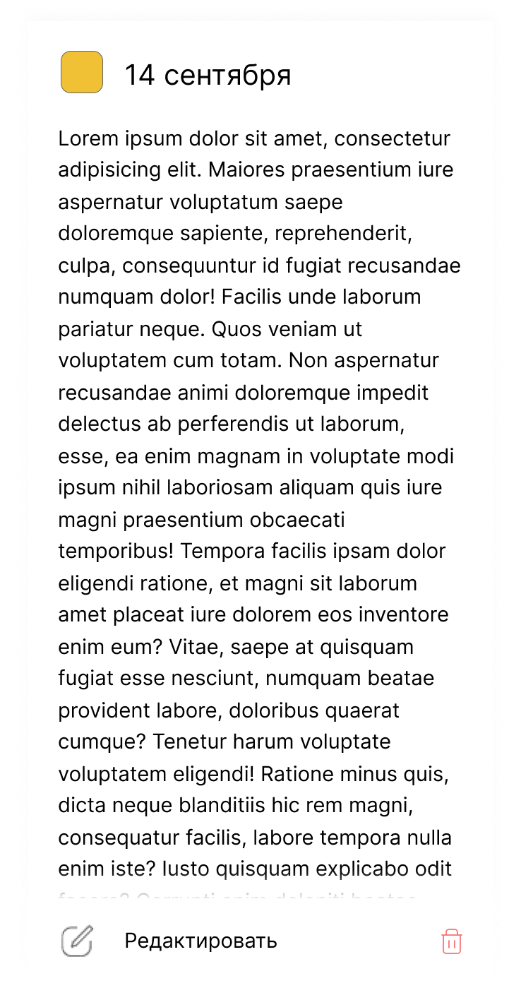 14 сентября
Lorem ipsum dolor sit amet, consectetur
adipisicing elit. Maiores praesentium iure
aspernatur voluptatum saepe
doloremque sapiente, reprehenderit,
culpa, consequuntur id fugiat recusandae
numquam dolor! Facilis unde laborum
pariatur neque. Quos veniam ut
voluptatem cum totam. Non aspernatur
recusandae animi doloremque impedit
delectus ab perferendis ut laborum,
esse, ea enim magnam in voluptate modi
ipsum nihil laboriosam aliquam quis iure
magni praesentium obcaecati
temporibus! Tempora facilis ipsam dolor
eligendi ratione, et magni sit laborum
amet placeat iure dolorem eos inventore
enim eum? Vitae, saepe at quisquam
fugiat esse nesciunt, numquam beatae
provident labore, doloribus quaerat
cumque? Tenetur harum voluptate
voluptatem eligendi! Ratione minus quis,
dicta neque blanditiis hic rem magni,
consequatur facilis, labore tempora nulla
enim iste? Iusto quisquam explicabo odit
Редактировать